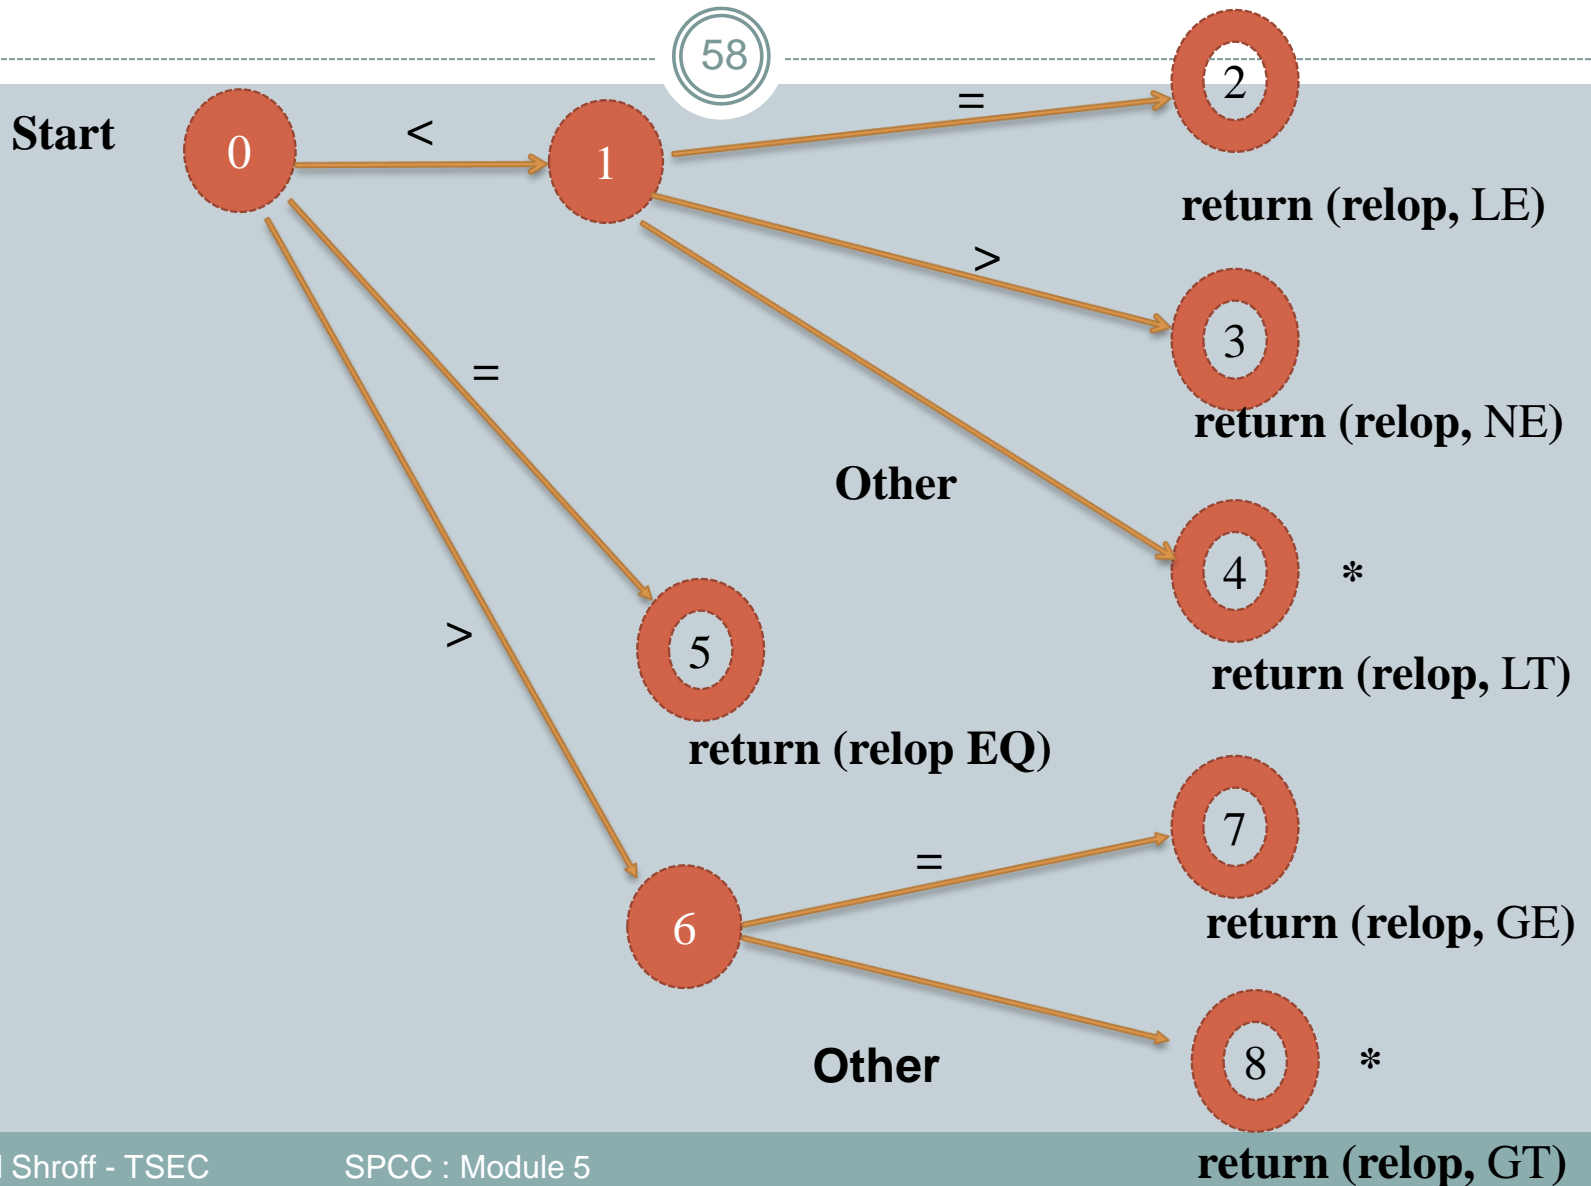 58
Start
0
<
1
=
2
return (relop, LE)
>
3
return (relop, NE)
=
Other
4
*
return (relop, LT)
>
5
return (relop EQ)
6
=
7
return (relop, GE)
Other
8
*
return (relop, GT)
Shroff - TSEC
SPCC : Module 5